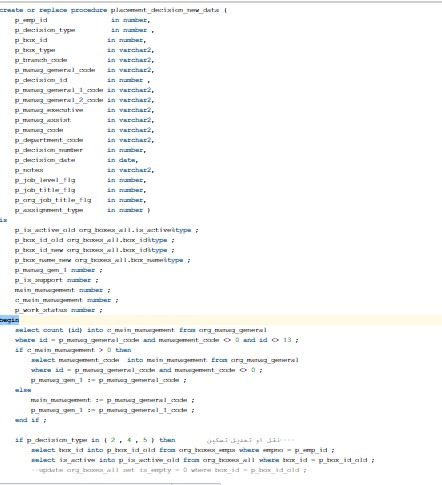 create or replace procedure placement_decision_new_data (
p_emp_id in number,
p_decision_type in number ,
p_box_id in number,
p_box_type in varchar2,
p_branch_code in varchar2,
p_manag_general_code in varchar2,
p_decision_id in number ,
p_manag_general_1_code in varchar2,
p_manag_general_2_code in varchar2,
p_manag_executive in varchar2,
p_manag_assist in varchar2,
p_manag_code in varchar2,
p_department_code in varchar2,
p_decision_number in number,
p_decision_date in date,
p_notes in varchar2,
p_job_level_flg in number,
p_job_title_flg in number,
p_org_job_title_flg in number,
p_assignment_type in number )
is
p_is_active_old org_boxes_all.is_active%type ;
p_box_id_old org_boxes_all.box_id%type ;
p_box_id_new org_boxes_all.box_id%type ;
p_box_name_new org_boxes_all.box_name%type ;
p_manag_gen_1 number ;
p_is_support number ;
main_management number ;
c_main_management number ;
p_work_status number ;
begin
select count (id) into c_main_management from org_manag_general
where id = p_manag_general_code and management_code <> 0 and id <> 13 ;
if c_main_management > 0 then
select management_code into main_management from org_manag_general
where id = p_manag_general_code and management_code <> 0 ;
p_manag_gen_1 := p_manag_general_code ;
else
main_management := p_manag_general_code ;
p_manag_gen_1 := p_manag_general_1_code ;
end if ;
if p_decision_type in ( 2 , 4 , 5 ) then ----نقل او تعديل تسكين
select box_id into p_box_id_old from org_boxes_emps where empno = p_emp_id ;
select is_active into p_is_active_old from org_boxes_all where box_id = p_box_id_old ;
--update org_boxes_all set is_empty = 0 where box_id = p_box_id_old ;